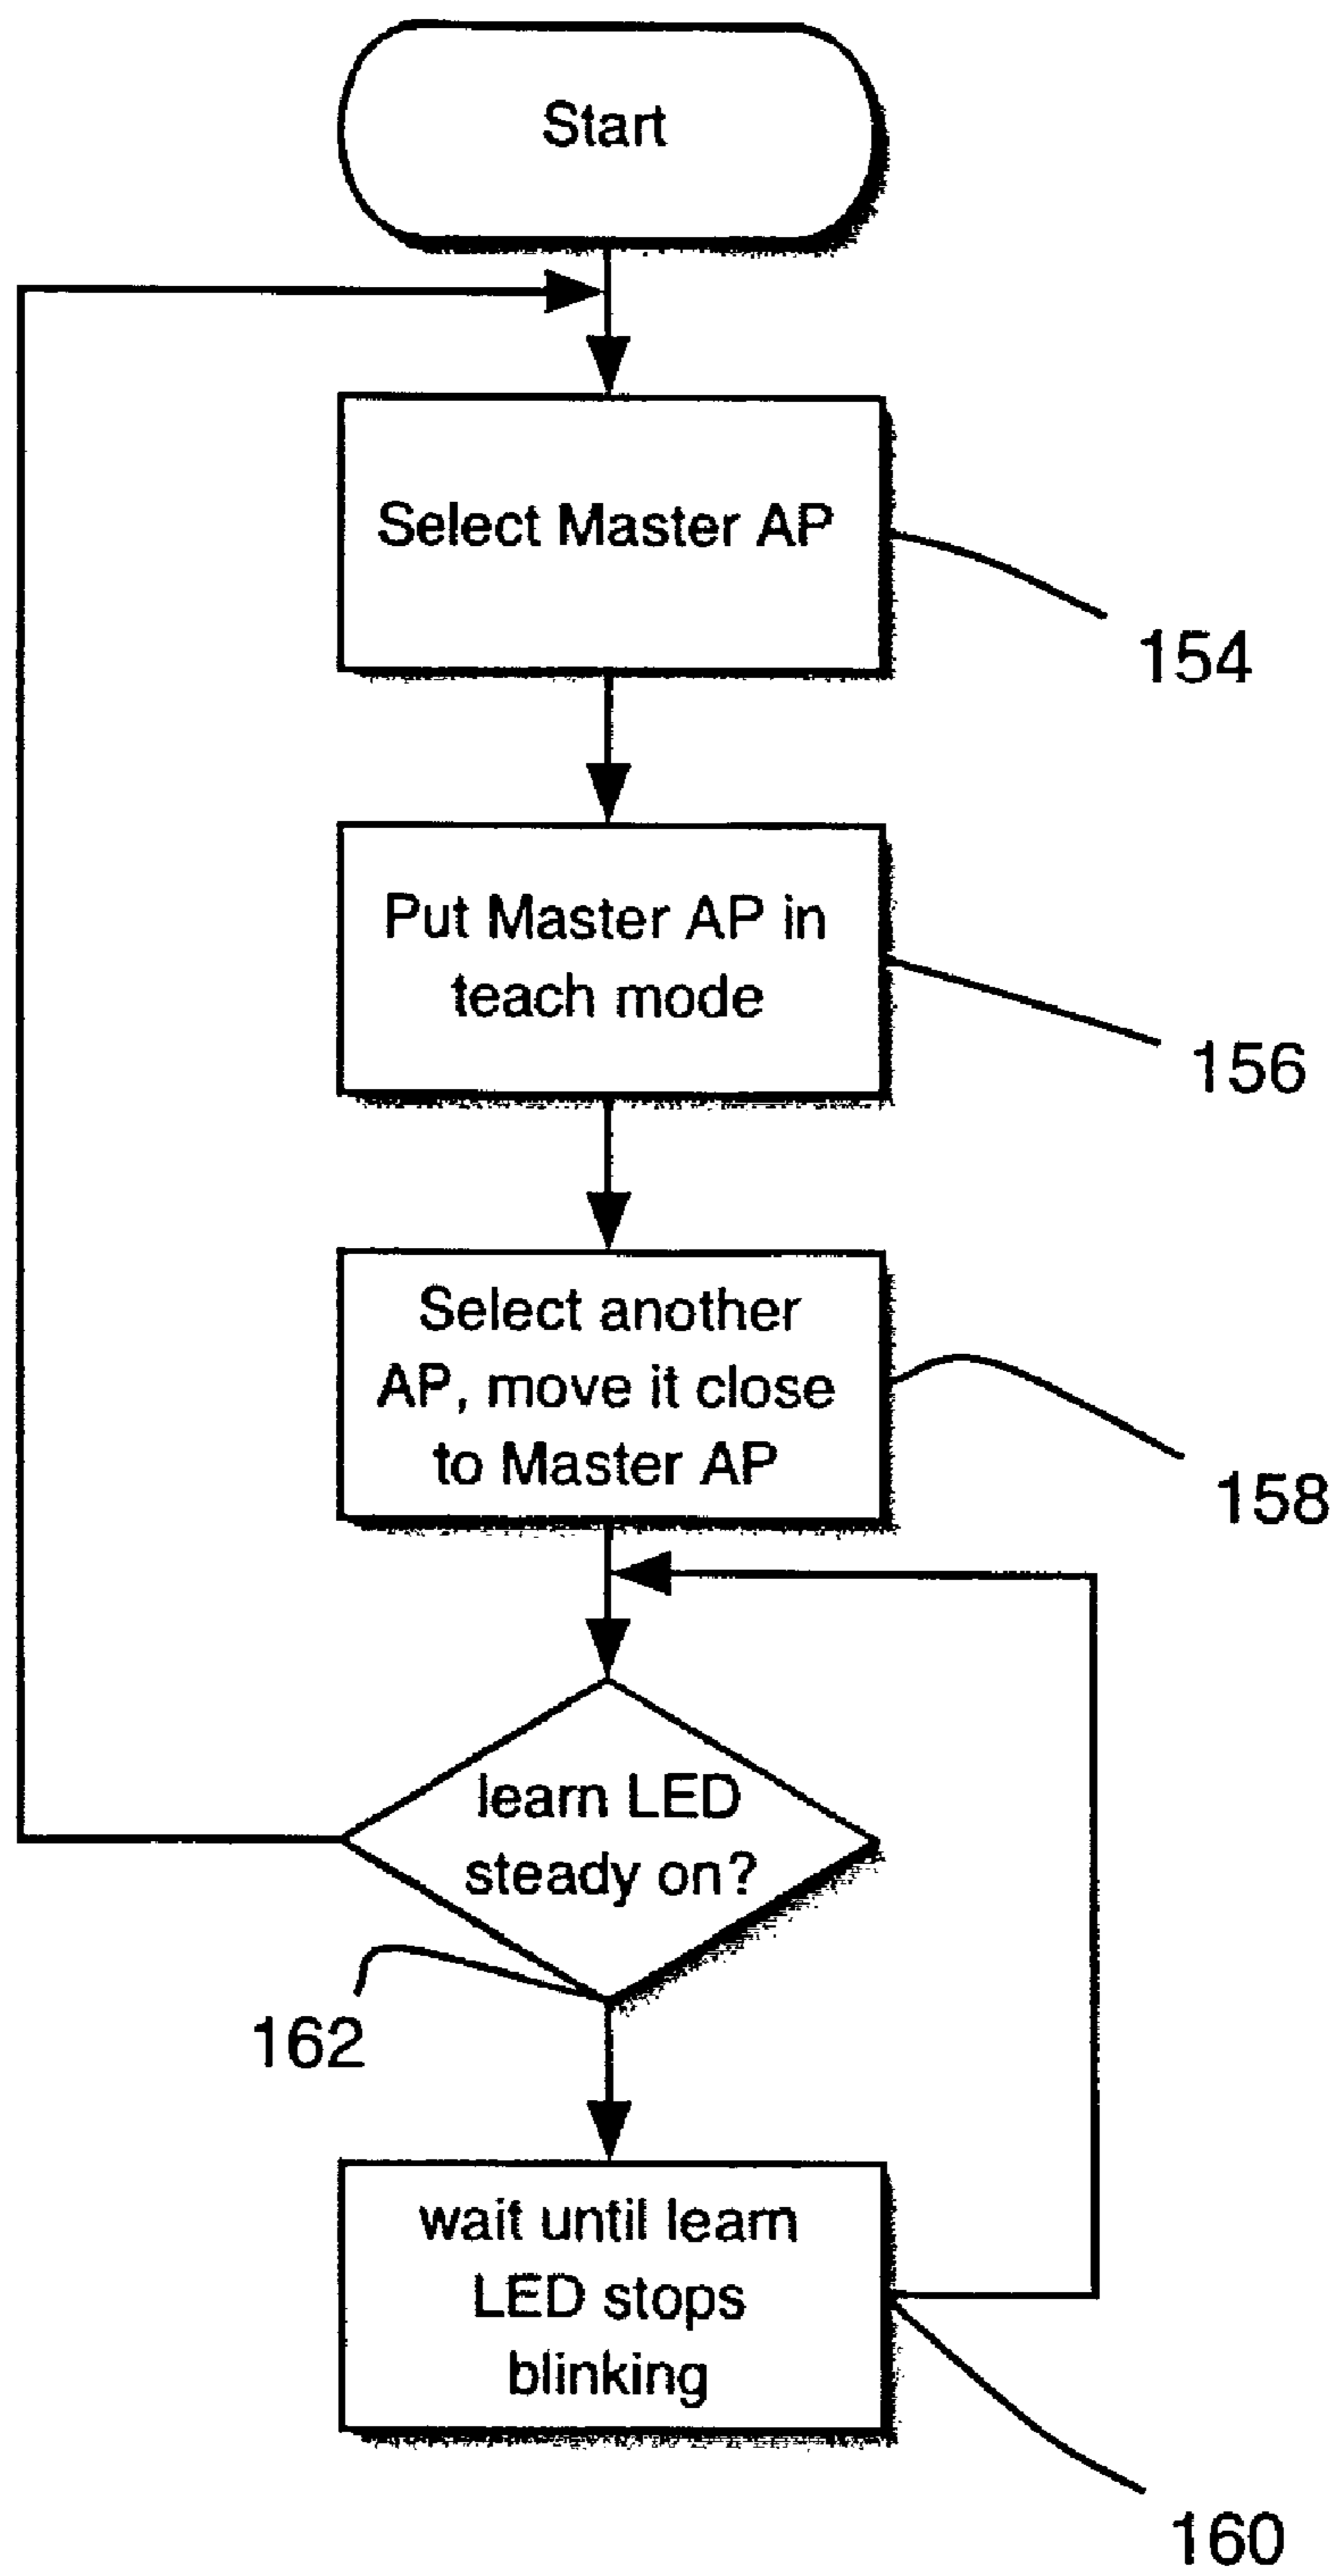 Start
Select Master AP
154
Put Master AP in
teach mode
156
Select another
AP, move it close
to Master AP
158
learn LED
steady on?
162
wait until learn
LED stops
blinking
160